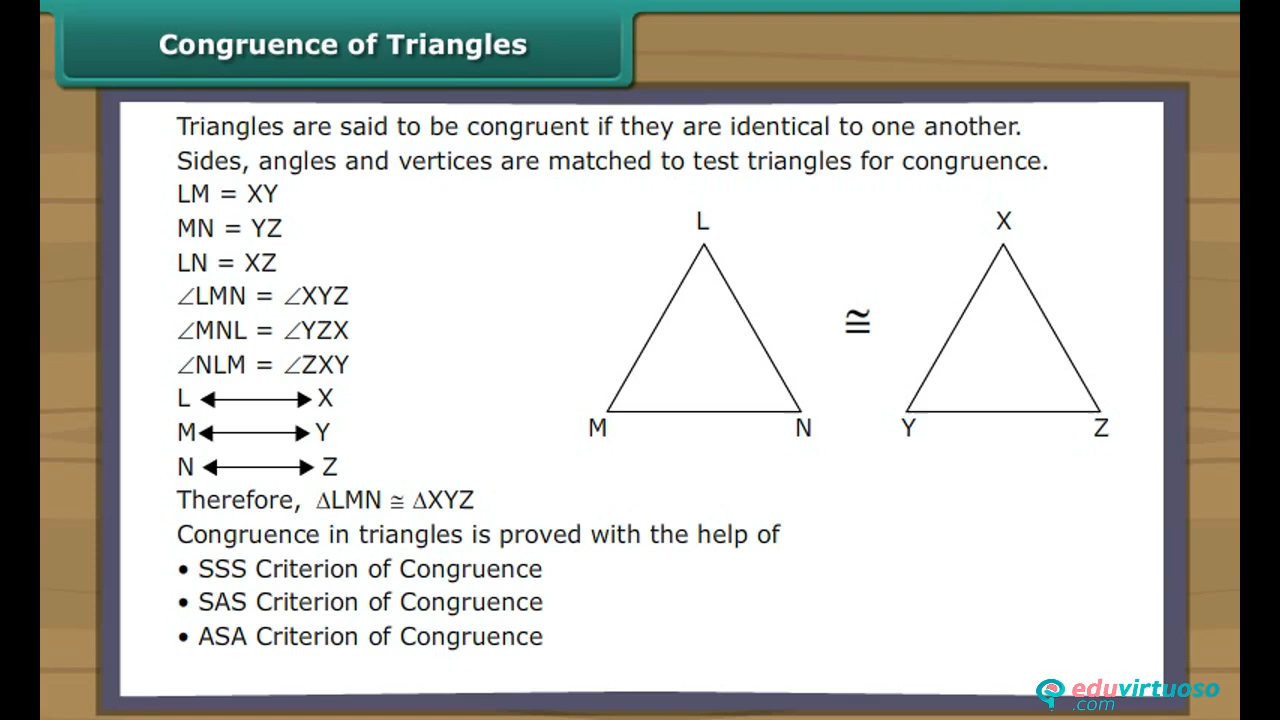 Congruence of Triangles
Triangles are said to be congruent if they are identical to one another.
Sides, angles and vertices are matched to test triangles for congruence.
LM = XY
MN = YZ
LN = XZ
∠LMN = ∠XYZ
∠MNL = ∠YZX
∠NLM = ∠ZXY
L ↔ X
M ↔ Y
N ↔ Z
Therefore, ΔLMN ≅ ΔXYZ
Congruence in triangles is proved with the help of
• SSS Criterion of Congruence
• SAS Criterion of Congruence
• ASA Criterion of Congruence
L X
≅
M N Y Z
eduvirtuoso
.com